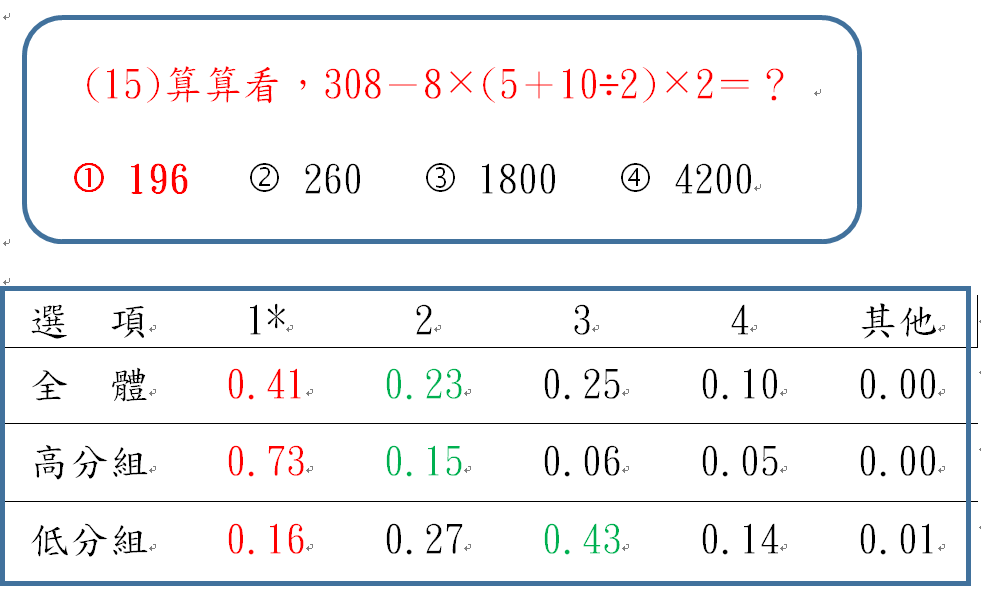 (15)算算看，308－8×(5＋10÷2)×2＝？
① 196 ② 260 ③ 1800 ④ 4200
選 項 1* 2 3 4 其他
全 體 0.41 0.23 0.25 0.10 0.00
高分組 0.73 0.15 0.06 0.05 0.00
低分組 0.16 0.27 0.43 0.14 0.01